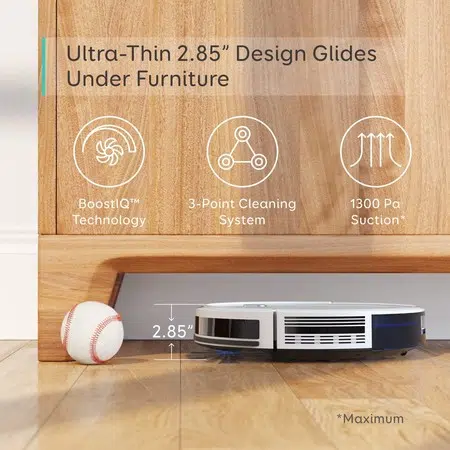 Ultra-Thin 2.85” Design Glides
Under Furniture
BoostIQ™
Technology
3-Point Cleaning
System
1300 Pa
Suction*
2.85”
*Maximum